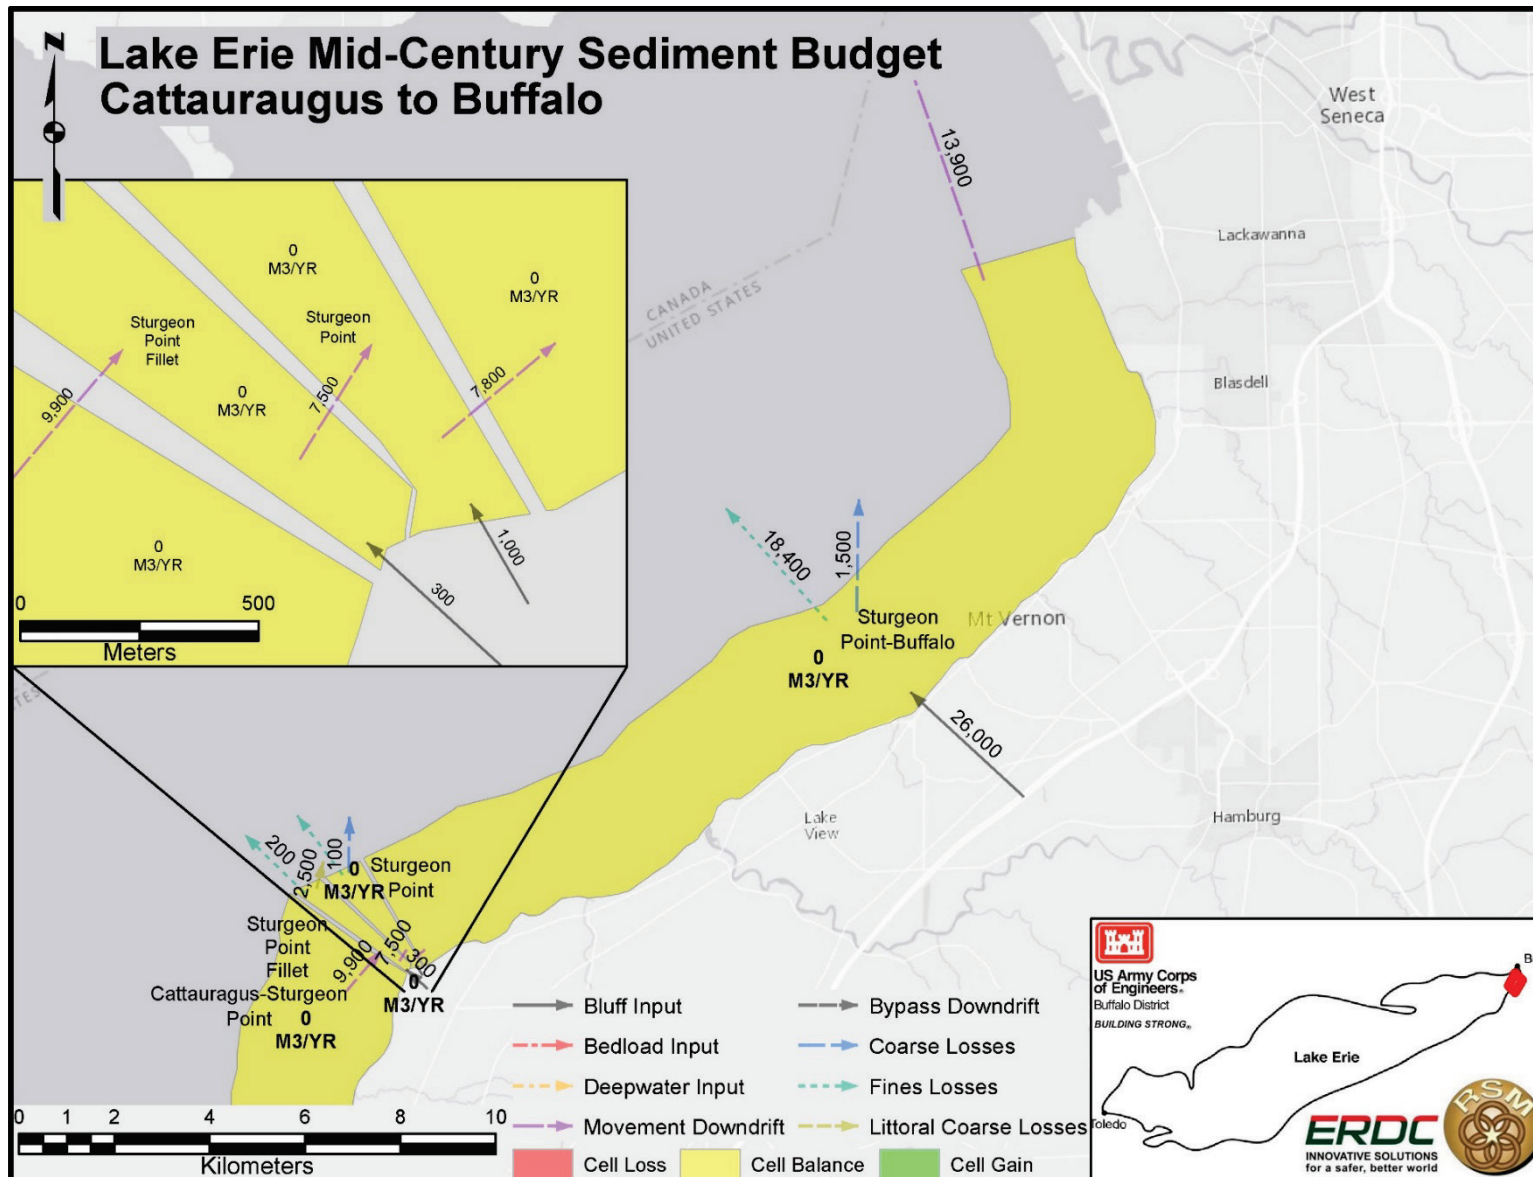 N
Lake Erie Mid-Century Sediment Budget
Cattauraugus to Buffalo
13,900
West
Seneca
Lackawanna
CANADA
UNITED STATES
Blasdell
0
M3/YR
0
M3/YR
Sturgeon
Point
Fillet
Sturgeon
Point
9,900
0
M3/YR
7,500
7,800
0
M3/YR
1,000
300
0
500
Meters
18,400
1,500
Sturgeon
Point-Buffalo
Mt Vernon
0
M3/YR
26,000
Lake
View
Hamburg
200
2,500
100
0
M3/YR
Sturgeon
Point
Sturgeon
Point
Fillet
9,900
7,500
300
0
M3/YR
Cattauragus-Sturgeon
Point
0
M3/YR
0 1 2 4 6 8 10
Kilometers
Bluff Input
Bedload Input
Deepwater Input
Movement Downdrift
Bypass Downdrift
Coarse Losses
Fines Losses
Littoral Coarse Losses
Cell Loss
Cell Balance
Cell Gain
US Army Corps
of Engineers®
Buffalo District
BUILDING STRONG®
Lake Erie
Toledo
B
ERDC
INNOVATIVE SOLUTIONS
for a safer, better world
RSM